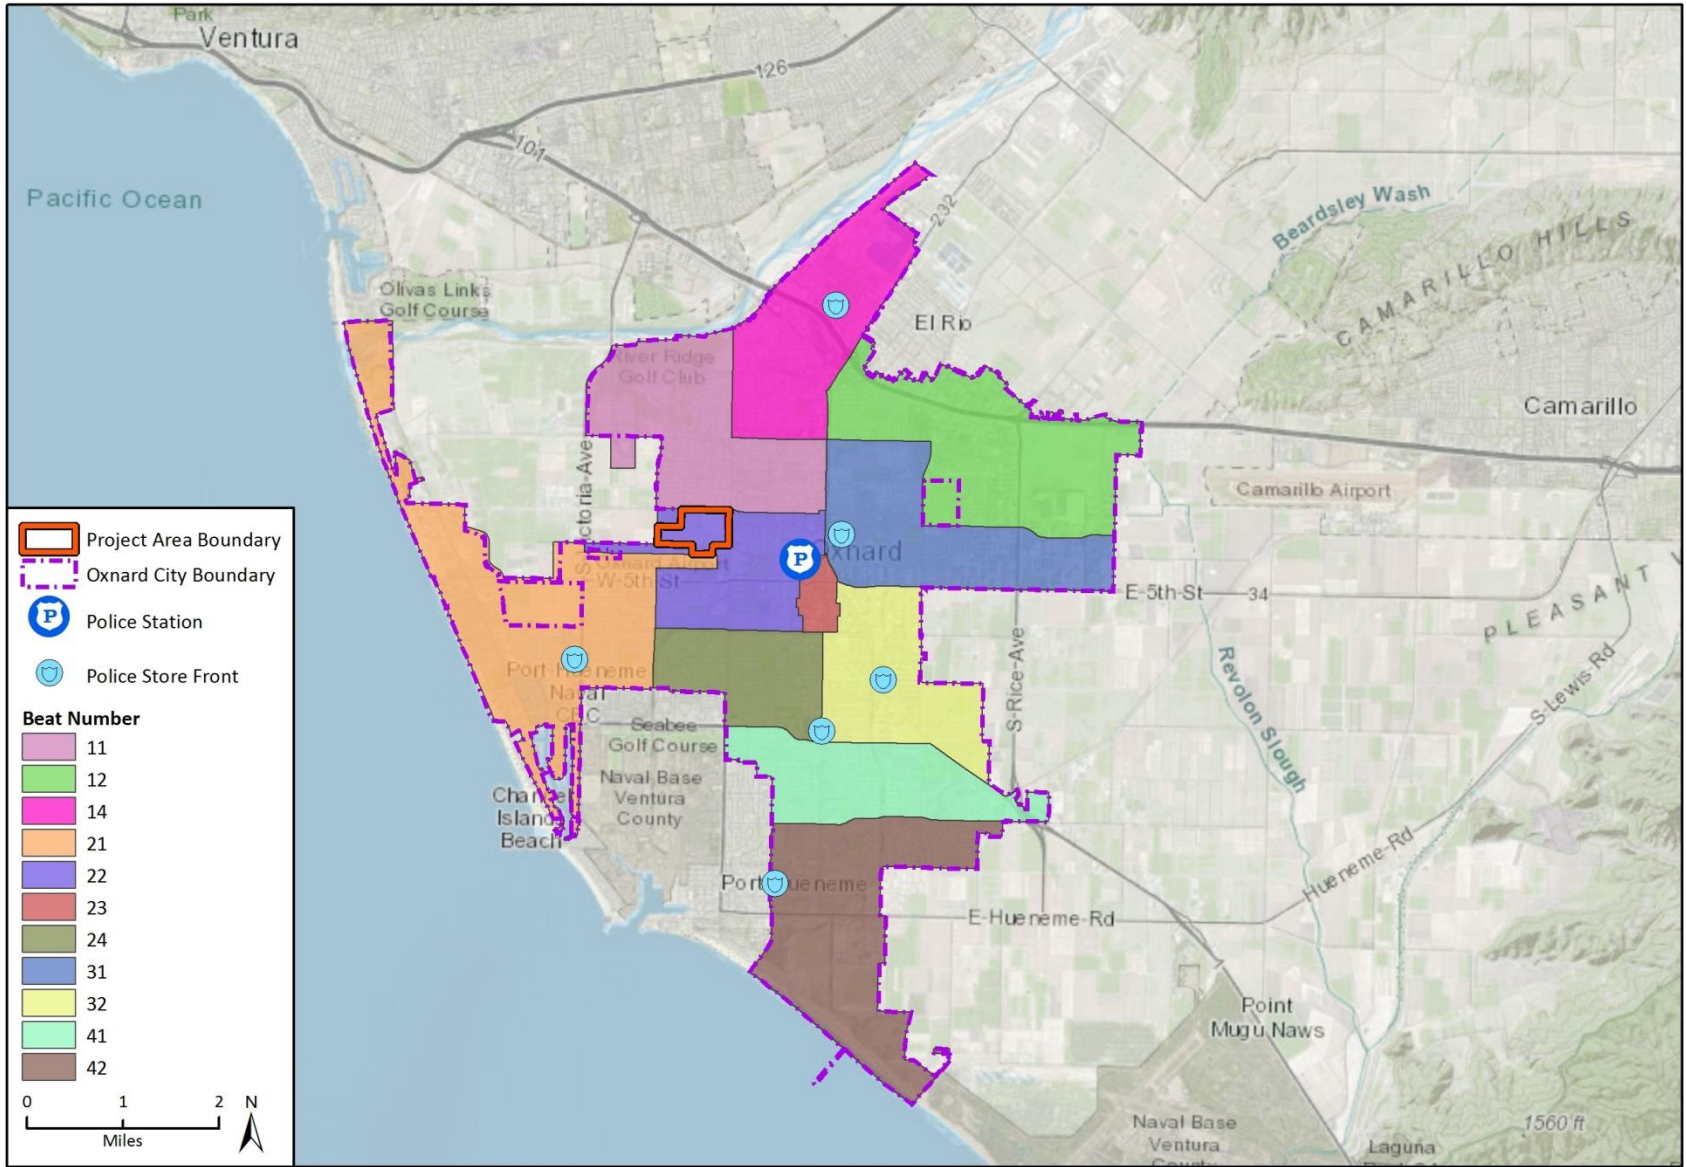 Park
Ventura
126
101
Pacific Ocean
232
Beardsley Wash
CAMARILLO HILLS
Olivas Links
Golf Course
El Rio
River Ridge
Golf Club
Camarillo
Camarillo Airport
Oxnard
Oxnard Airport
W-5th-St
E-5th-St
34
PLEASANT V
S-Rice-Ave
Revolon Slough
S-Lewis-Rd
Port-Hueneme
Naval
Seabee
Golf Course
Naval Base
Ventura
County
Channel
Islands
Beach
Port Hueneme
E-Hueneme-Rd
Hueneme-Rd
Point
Mugu Naws
Naval Base
Ventura
County
1560 ft
Laguna
Project Area Boundary
Oxnard City Boundary
P
Police Station
Police Store Front
Beat Number
11
12
14
21
22
23
24
31
32
41
42
0 1 2
Miles
N
P